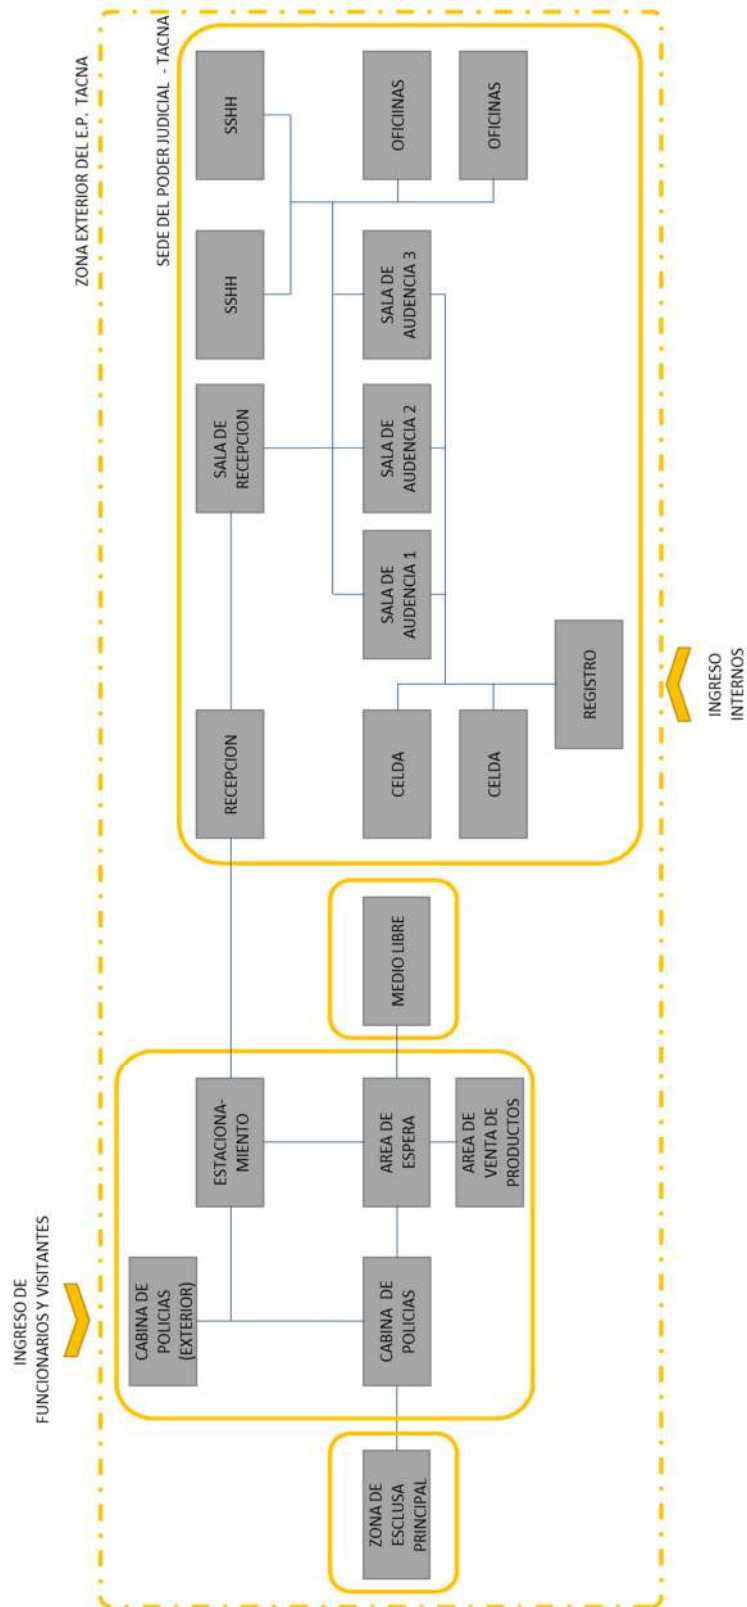 INGRESO DE
FUNCIONARIOS Y VISITANTES
ZONA EXTERIOR DEL E.P. TACNA
SEDE DEL PODER JUDICIAL - TACNA
CABINA DE
POLICIAS
(EXTERIOR)
ESTACIONA-
MIENTO
RECEPCION
SALA DE
RECEPCION
SSHH
SSHH
ZONA DE
ESCLUSA
PRINCIPAL
CABINA DE
POLICIAS
AREA DE
ESPERA
MEDIO LIBRE
CELDA
SALA DE
AUDENCIA 1
SALA DE
AUDENCIA 2
SALA DE
AUDENCIA 3
OFICIINAS
AREA DE
VENTA DE
PRODUCTOS
CELDA
OFICINAS
REGISTRO
INGRESO
INTERNOS